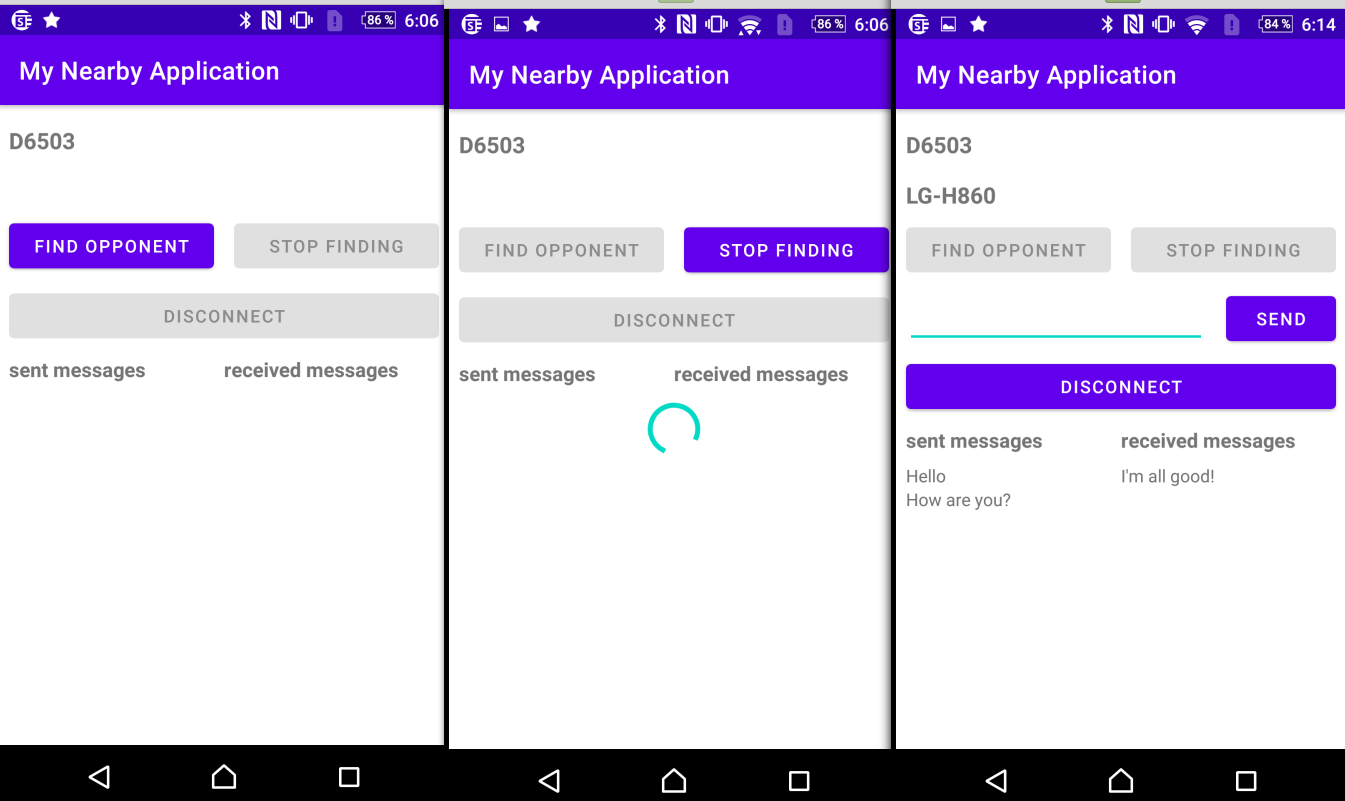 86 % 6:06
My Nearby Application
D6503
FIND OPPONENT STOP FINDING
DISCONNECT
sent messages received messages
86 % 6:06
My Nearby Application
D6503
FIND OPPONENT STOP FINDING
DISCONNECT
sent messages received messages
84 % 6:14
My Nearby Application
D6503
LG-H860
FIND OPPONENT STOP FINDING
SEND
DISCONNECT
sent messages received messages
Hello I'm all good!
How are you?